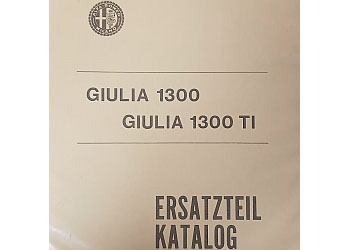 GIULIA 1300
GIULIA 1300 TI
ERSATZTEIL
KATALOG